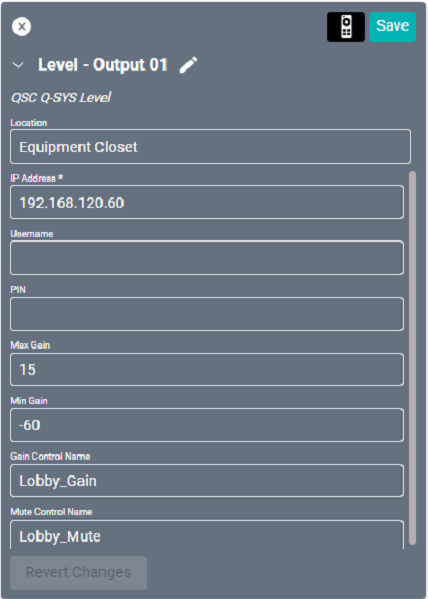 Save
Level - Output 01
QSC Q-SYS Level
Location
Equipment Closet
IP Address *
192.168.120.60
Username
PIN
Max Gain
15
Min Gain
-60
Gain Control Name
Lobby_Gain
Mute Control Name
Lobby_Mute
Revert Changes